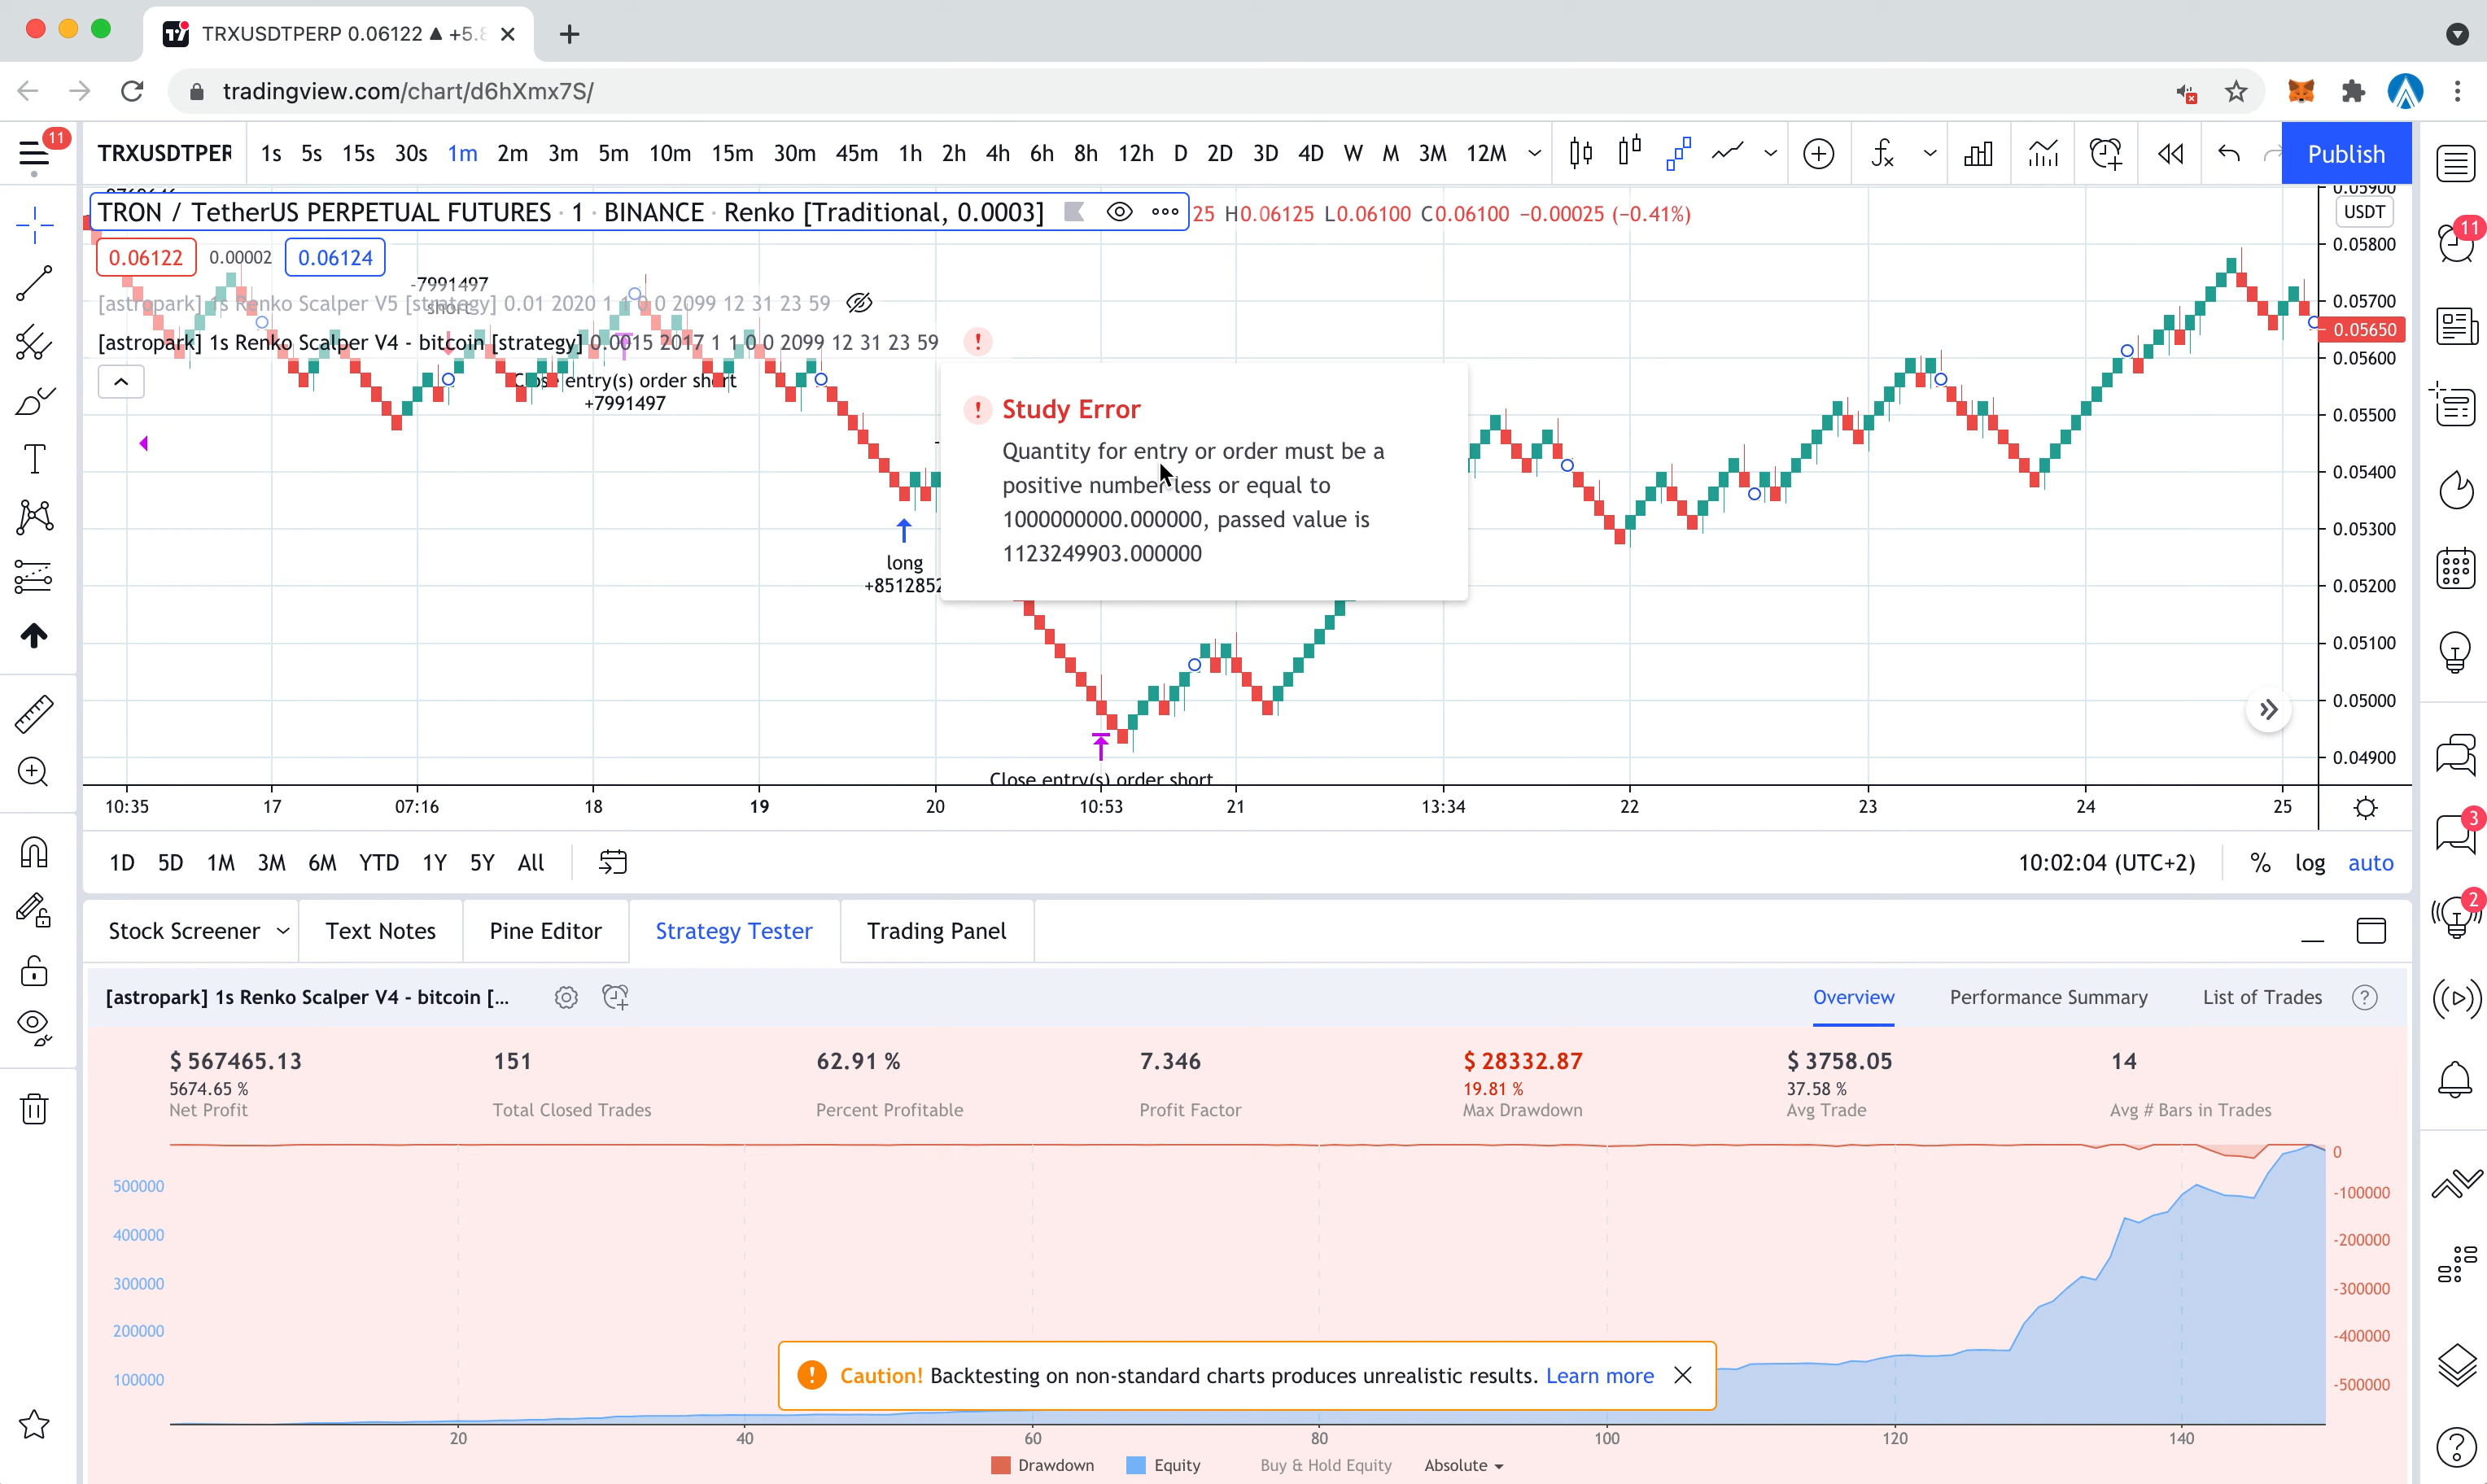 TRXUSDTPERP 0.06122 ▲ +5.8
tradingview.com/chart/d6hXmx7S/
11
TRXUSDTPER 1s 5s 15s 30s 1m 2m 3m 5m 10m 15m 30m 45m 1h 2h 4h 6h 8h 12h D 2D 3D 4D W M 3M 12M Publish
TRON / TetherUS PERPETUAL FUTURES · 1 · BINANCE · Renko [Traditional, 0.0003] 25 H0.06125 L0.06100 C0.06100 −0.00025 (−0.41%)
0.06122 0.00002 0.06124
-7991497
short
[astropark] 1s Renko Scalper V5 [strategy] 0.01 2020 1 1 0 0 2099 12 31 23 59
[astropark] 1s Renko Scalper V4 - bitcoin [strategy] 0.0015 2017 1 1 0 0 2099 12 31 23 59
Close entry(s) order short
+7991497
Study Error
Quantity for entry or order must be a
positive number less or equal to
1000000000.000000, passed value is
1123249903.000000
long
+8512852
Close entry(s) order short
0.05900
USDT
0.05800
0.05700
0.05650
0.05600
0.05500
0.05400
0.05300
0.05200
0.05100
0.05000
0.04900
10:35 17 07:16 18 19 20 10:53 21 13:34 22 23 24 25
1D 5D 1M 3M 6M YTD 1Y 5Y All 10:02:04 (UTC+2) % log auto
11
3
2
Stock Screener Text Notes Pine Editor Strategy Tester Trading Panel
[astropark] 1s Renko Scalper V4 - bitcoin [... Overview Performance Summary List of Trades
$ 567465.13 151 62.91 % 7.346 $ 28332.87 $ 3758.05 14
5674.65 % 19.81 % 37.58 %
Net Profit Total Closed Trades Percent Profitable Profit Factor Max Drawdown Avg Trade Avg # Bars in Trades
500000
400000
300000
200000
100000
0
-100000
-200000
-300000
-400000
-500000
Caution! Backtesting on non-standard charts produces unrealistic results. Learn more
20 40 60 80 100 120 140
Drawdown Equity Buy & Hold Equity Absolute